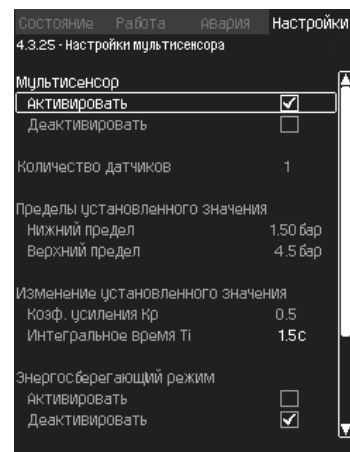 Состояние Работа Авария Настройки
4.3.25 - Настройки мультисенсора
Мультисенсор
Активировать
Деактивировать
Количество датчиков 1
Пределы установленного значения
Нижний предел 1.50 бар
Верхний предел 4.5 бар
Изменение установленного значения
Коэф. усиления Kp 0.5
Интегральное время Ti 1.5с
Энергосберегающий режим
Активировать
Деактивировать